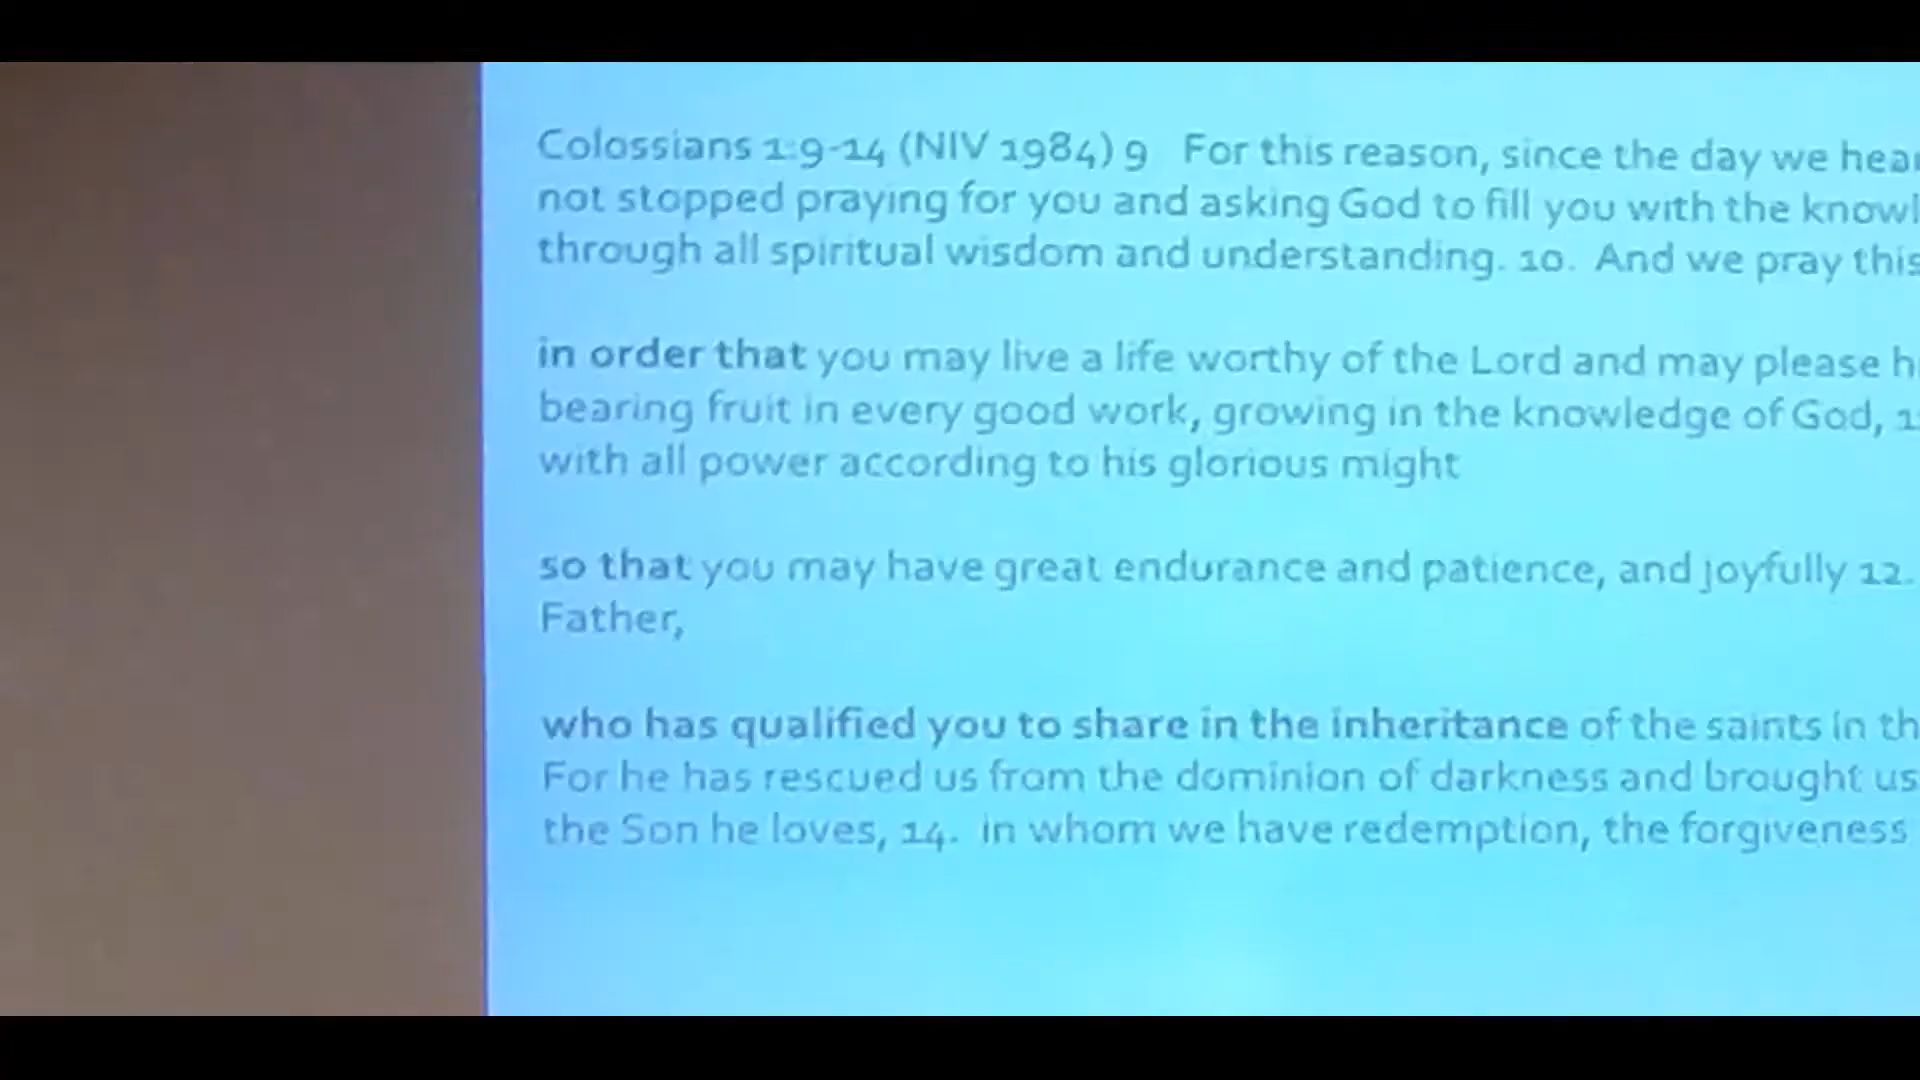 Colossians 1:9-14 (NIV 1984) 9 For this reason, since the day we
not stopped praying for you and asking God to fill you with the
through all spiritual wisdom and understanding. 10. And we pray this
in order that you may live a life worthy of the Lord and may please
bearing fruit in every good work, growing in the knowledge of God,
with all power according to his glorious might
so that you may have great endurance and patience, and joyfully 12.
Father,
who has qualified you to share in the inheritance of the saints in
For he has rescued us from the dominion of darkness and brought us
the Son he loves, 14. in whom we have redemption, the forgiveness